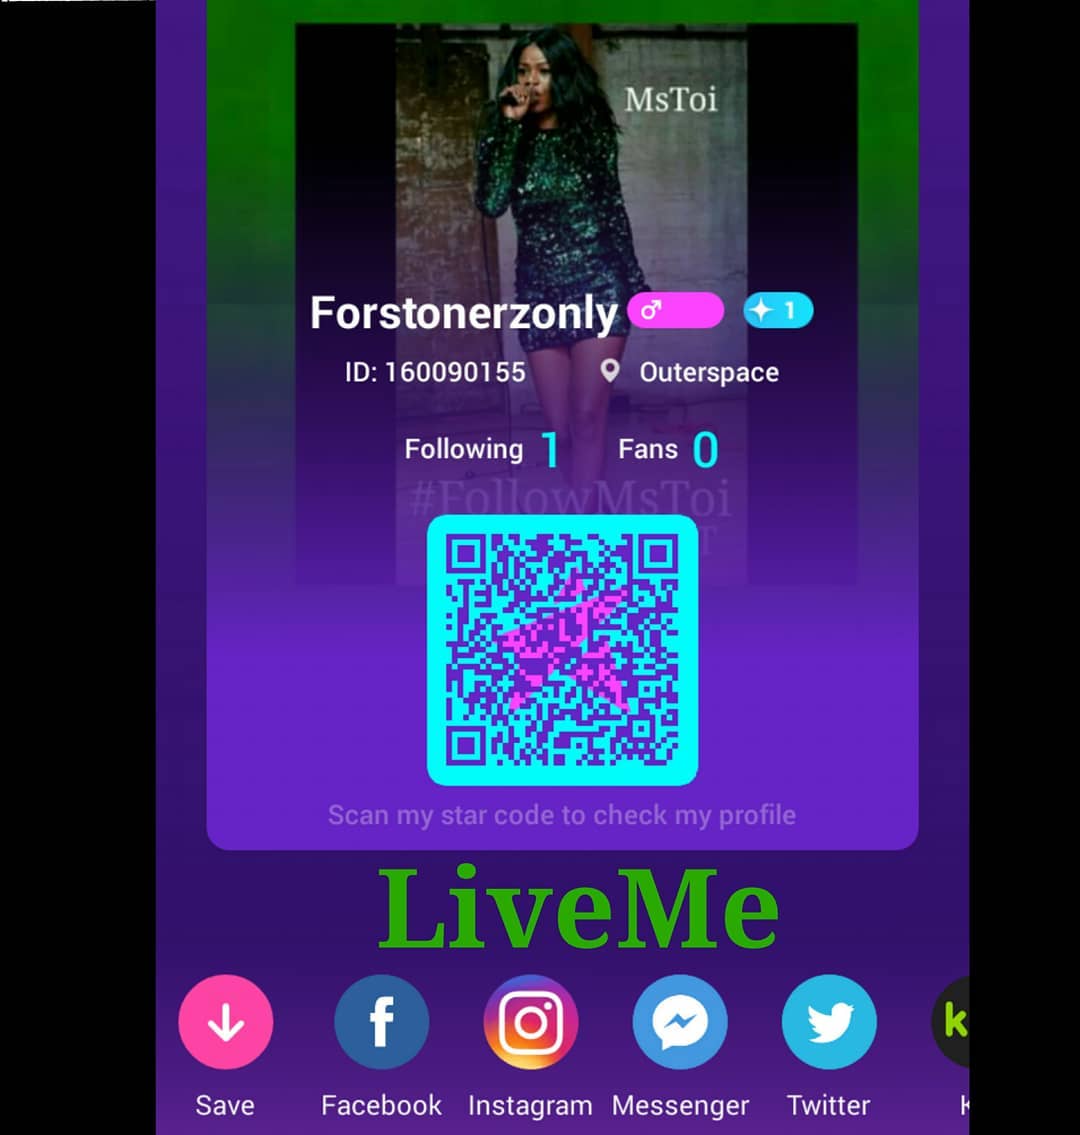 MsToi
Forstonerzonly ♂ 1
ID: 160090155 Outerspace
Following 1 Fans 0
#FollowMsToi
Scan my star code to check my profile
LiveMe
Save Facebook Instagram Messenger Twitter